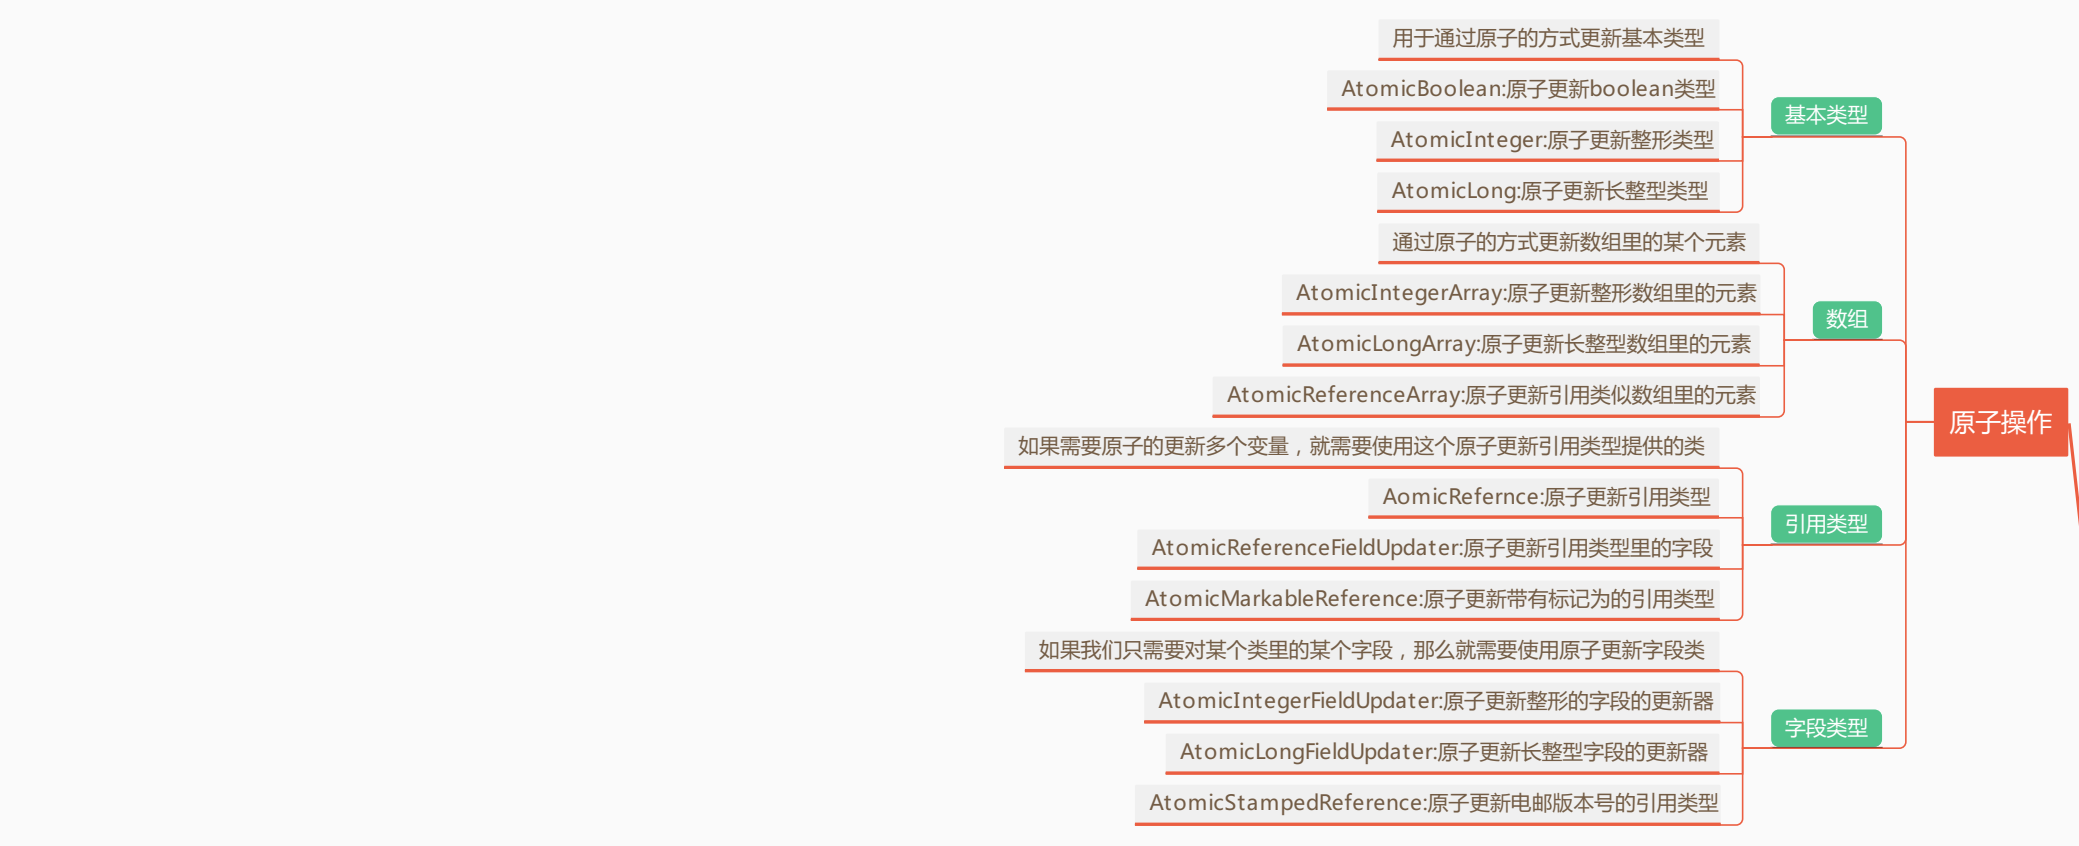 用于通过原子的方式更新基本类型
AtomicBoolean:原子更新boolean类型
基本类型
AtomicInteger:原子更新整形类型
AtomicLong:原子更新长整型类型
通过原子的方式更新数组里的某个元素
AtomicIntegerArray:原子更新整形数组里的元素
数组
AtomicLongArray:原子更新长整型数组里的元素
AtomicReferenceArray:原子更新引用类似数组里的元素
原子操作
如果需要原子的更新多个变量，就需要使用这个原子更新引用类型提供的类
AomicRefernce:原子更新引用类型
引用类型
AtomicReferenceFieldUpdater:原子更新引用类型里的字段
AtomicMarkableReference:原子更新带有标记为的引用类型
如果我们只需要对某个类里的某个字段，那么就需要使用原子更新字段类
AtomicIntegerFieldUpdater:原子更新整形的字段的更新器
字段类型
AtomicLongFieldUpdater:原子更新长整型字段的更新器
AtomicStampedReference:原子更新电邮版本号的引用类型